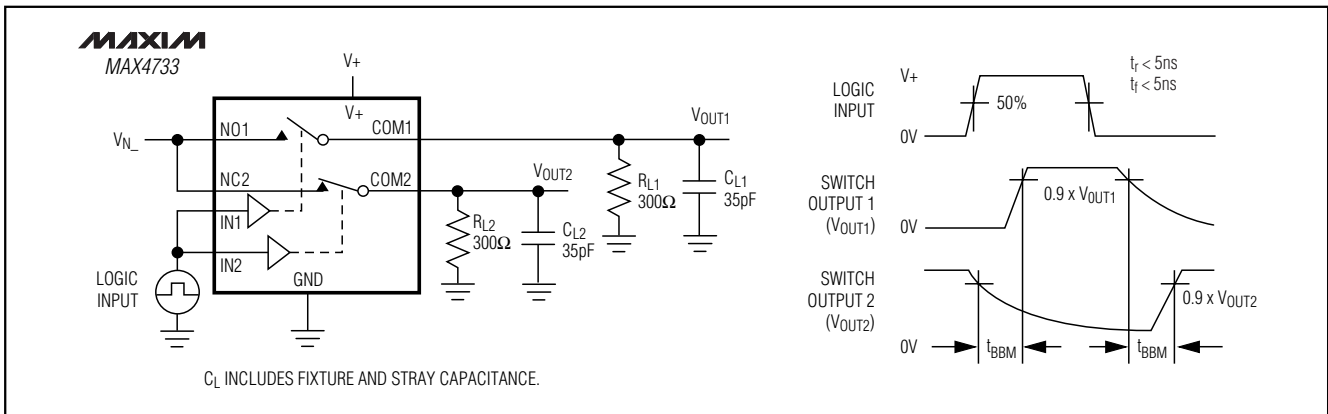 MAXIM
MAX4733
V+
V+
VN_
NO1
COM1
VOUT1
NC2
COM2
VOUT2
IN1
IN2
RL1
300Ω
CL1
35pF
RL2
300Ω
CL2
35pF
LOGIC
INPUT
GND
CL INCLUDES FIXTURE AND STRAY CAPACITANCE.
LOGIC
INPUT
V+
0V
50%
tr < 5ns
tf < 5ns
SWITCH
OUTPUT 1
(VOUT1)
0V
0.9 x VOUT1
SWITCH
OUTPUT 2
(VOUT2)
0V
0.9 x VOUT2
tBBM
tBBM